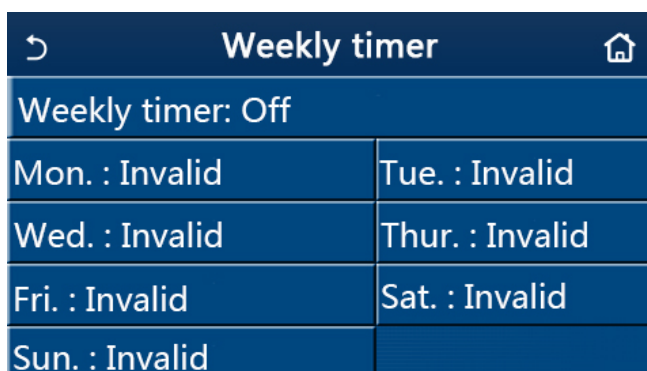 Weekly timer
Weekly timer: Off
Mon. : Invalid
Tue. : Invalid
Wed. : Invalid
Thur. : Invalid
Fri. : Invalid
Sat. : Invalid
Sun. : Invalid